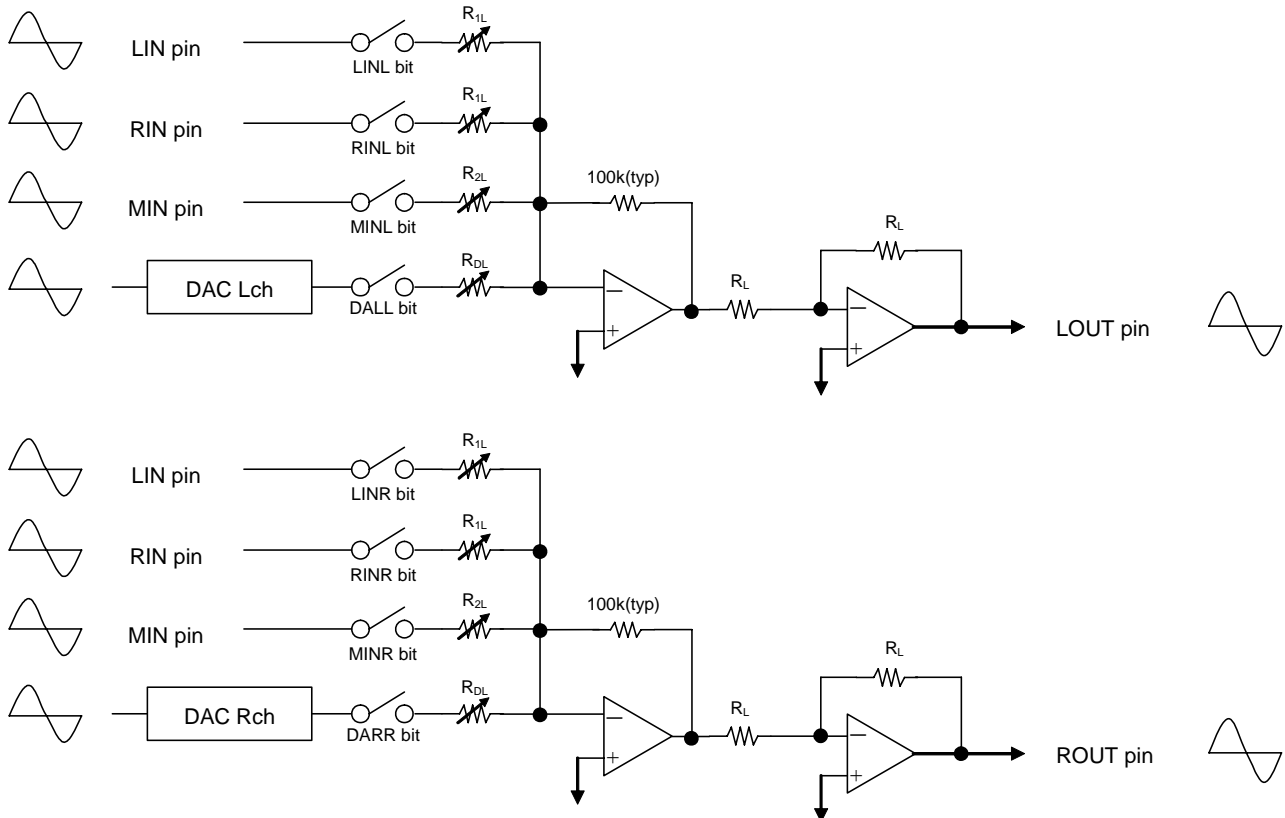 R1L
LIN pin
LINL bit
R1L
RIN pin
RINL bit
R2L
100k(typ)
MIN pin
MINL bit
RL
RDL
DAC Lch
DALL bit
RL
LOUT pin
R1L
LIN pin
LINR bit
R1L
RIN pin
RINR bit
R2L
100k(typ)
MIN pin
MINR bit
RL
RDL
DAC Rch
DARR bit
RL
ROUT pin